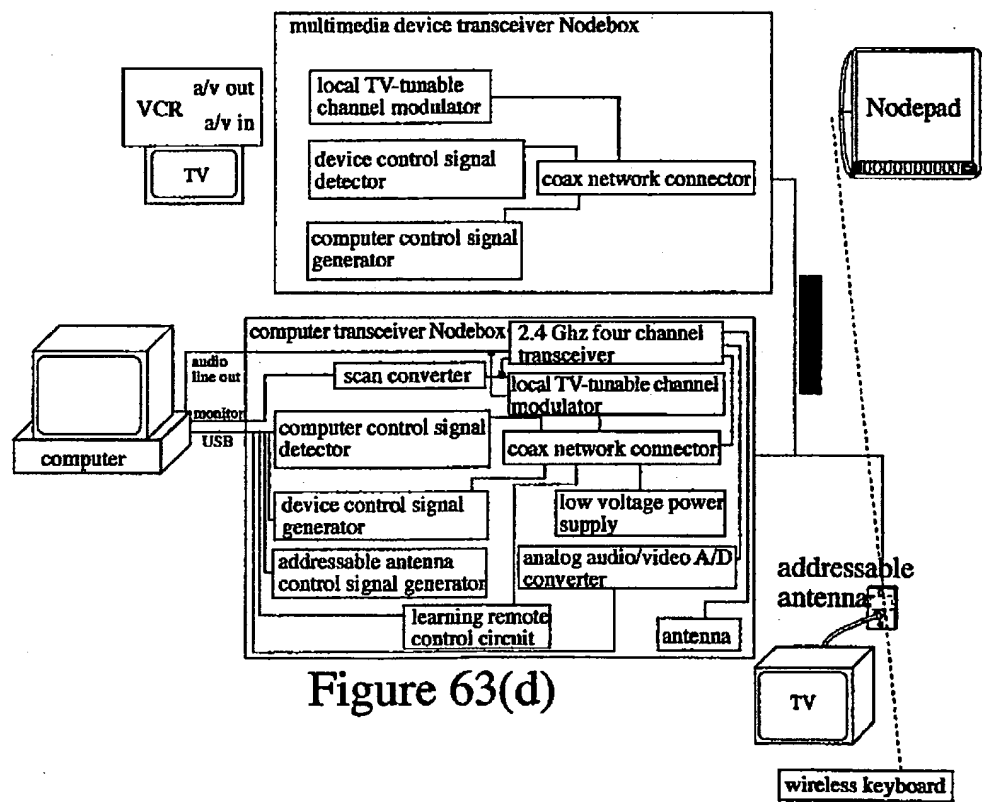 multimedia device transceiver Nodebox
local TV-tunable
channel modulator
device control signal
detector
computer control signal
generator
coax network connector
VCR
a/v out
a/v in
TV
Nodepad
computer transceiver Nodebox
2.4 Ghz four channel
transceiver
audio
line out
scan converter
local TV-tunable channel
modulator
monitor
USB
computer
computer control signal
detector
coax network connector
device control signal
generator
low voltage power
supply
addressable antenna
control signal generator
analog audio/video A/D
converter
learning remote
control circuit
antenna
addressable
antenna
TV
wireless keyboard
Figure 63(d)